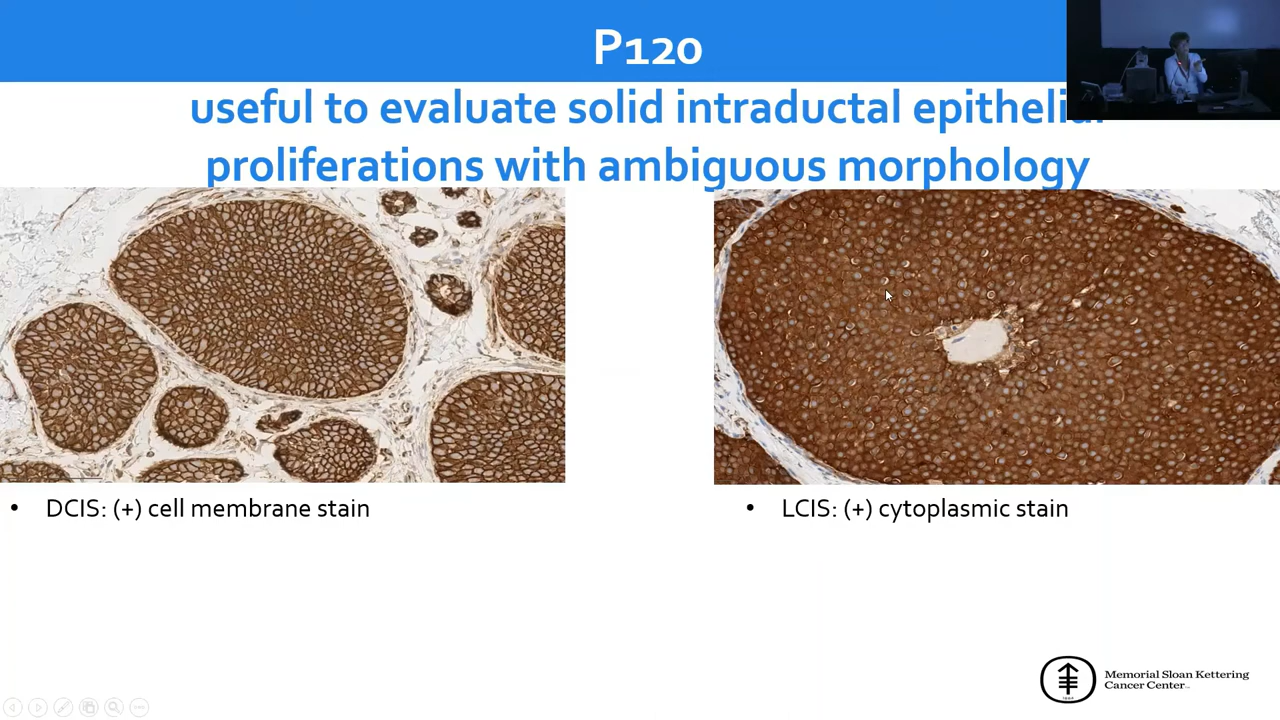 P120
useful to evaluate solid intraductal epithelial
proliferations with ambiguous morphology
• DCIS: (+) cell membrane stain
• LCIS: (+) cytoplasmic stain
Memorial Sloan Kettering
Cancer Center